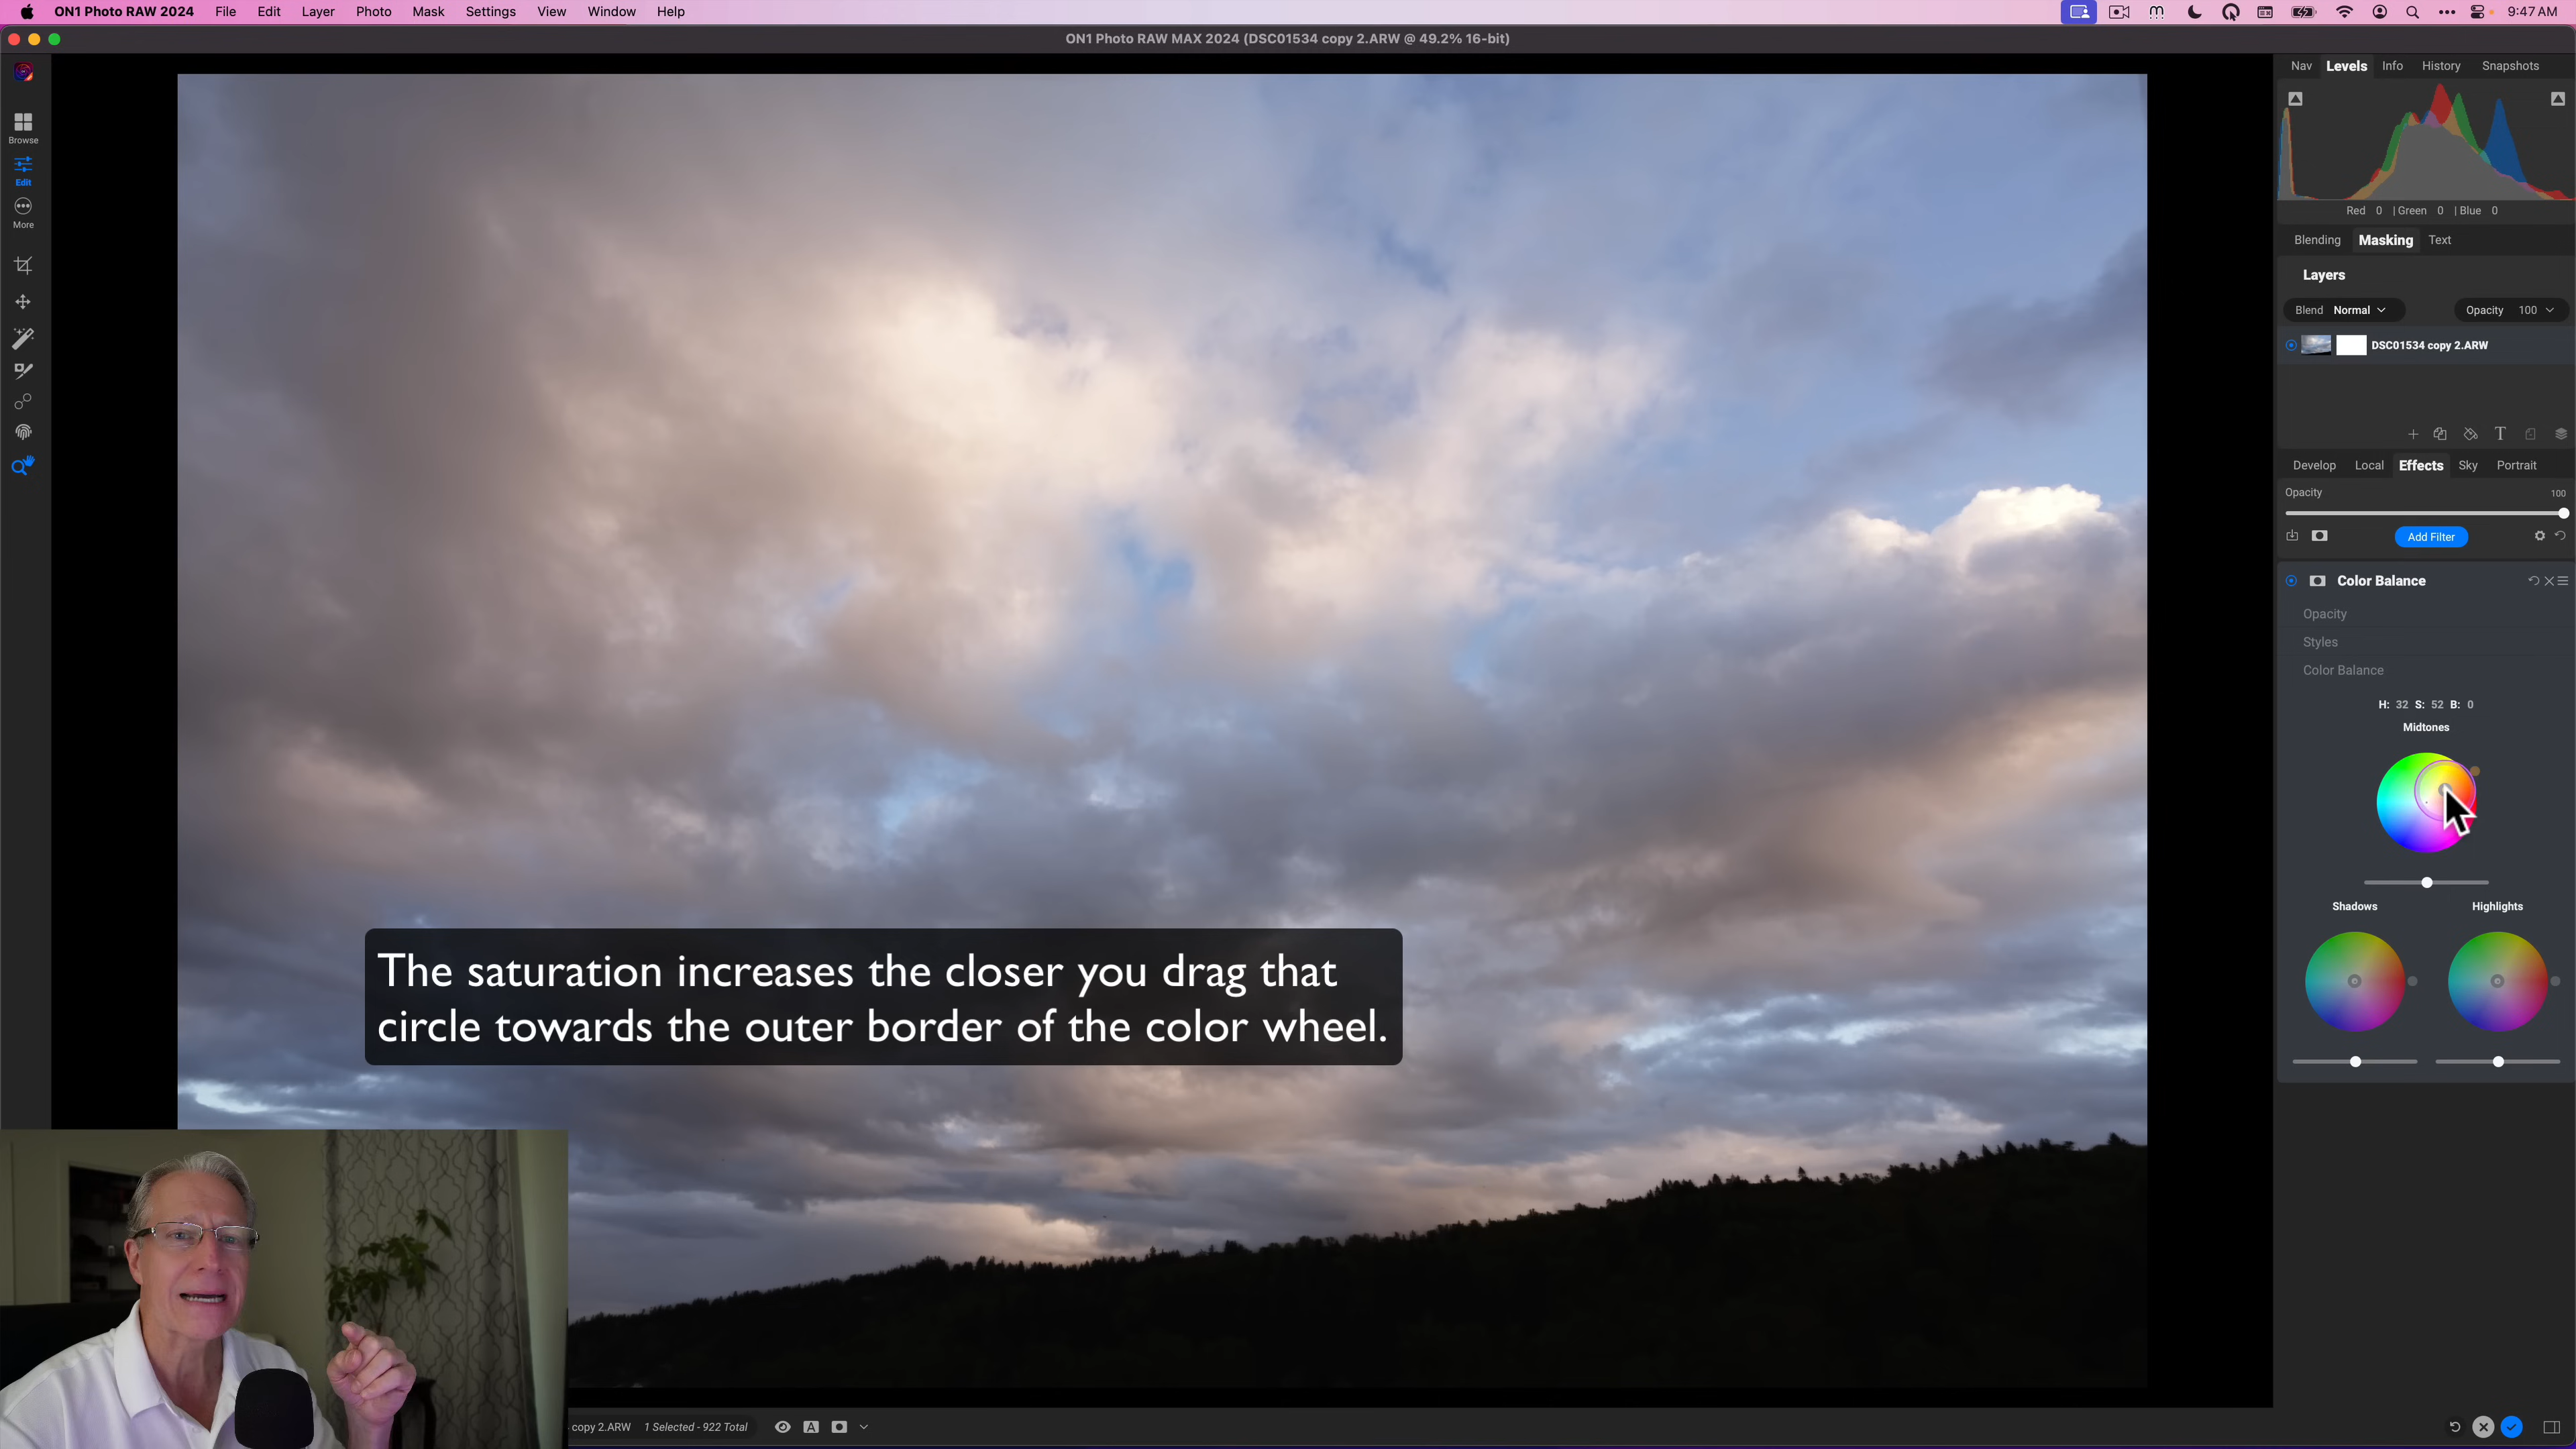 ON1 Photo RAW 2024 File Edit Layer Photo Mask Settings View Window Help 9:47 AM
ON1 Photo RAW MAX 2024 (DSC01534 copy 2.ARW @ 49.2% 16-bit)
Nav Levels Info History Snapshots
Browse
Edit
More
Red 0 | Green 0 | Blue 0
Blending Masking Text
Layers
Blend Normal Opacity 100
DSC01534 copy 2.ARW
Develop Local Effects Sky Portrait
Opacity 100
Add Filter
Color Balance
Opacity
Styles
Color Balance
H: 32 S: 52 B: 0
Midtones
Shadows Highlights
The saturation increases the closer you drag that
circle towards the outer border of the color wheel.
copy 2.ARW 1 Selected - 922 Total